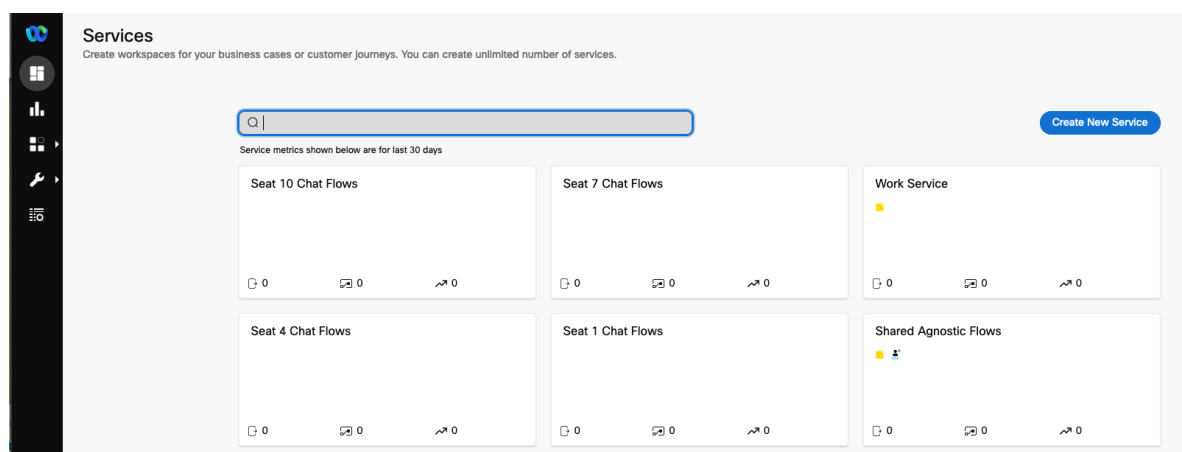 Services
Create workspaces for your business cases or customer journeys. You can create unlimited number of services.
Create New Service
Service metrics shown below are for last 30 days
Seat 10 Chat Flows
Seat 7 Chat Flows
Work Service
0 0 0
0 0 0
0 0 0
Seat 4 Chat Flows
Seat 1 Chat Flows
Shared Agnostic Flows
0 0 0
0 0 0
0 0 0